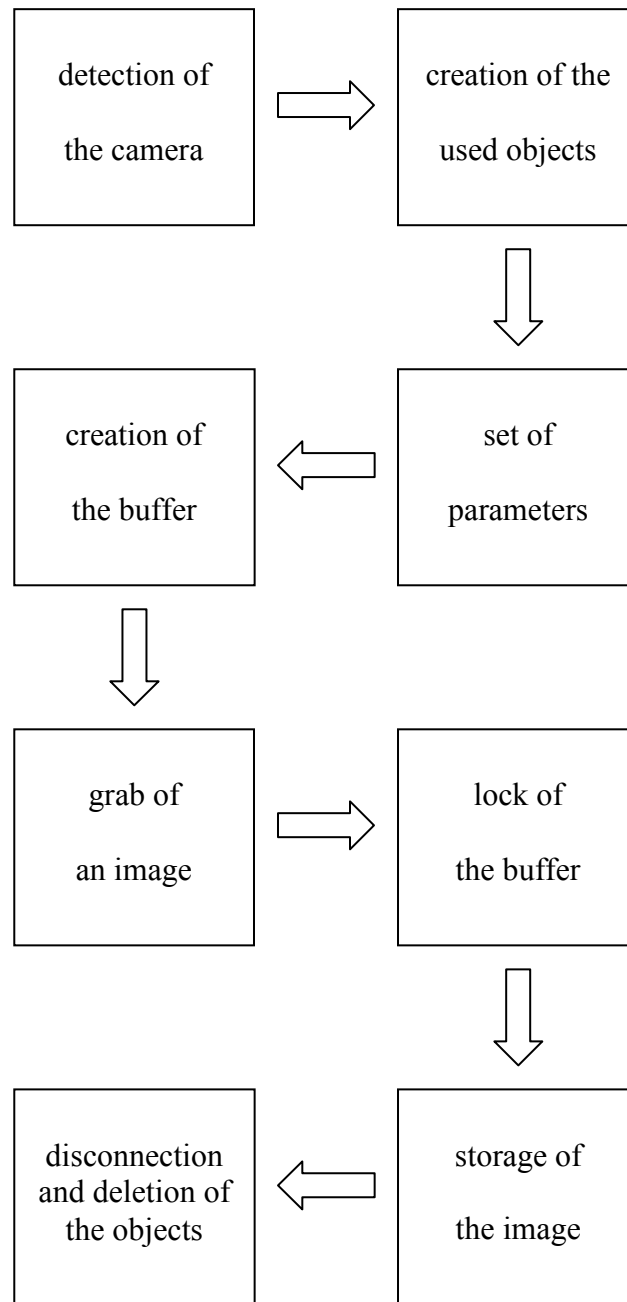 detection of
the camera
creation of the
used objects
set of
parameters
creation of
the buffer
grab of
an image
lock of
the buffer
storage of
the image
disconnection
and deletion of
the objects